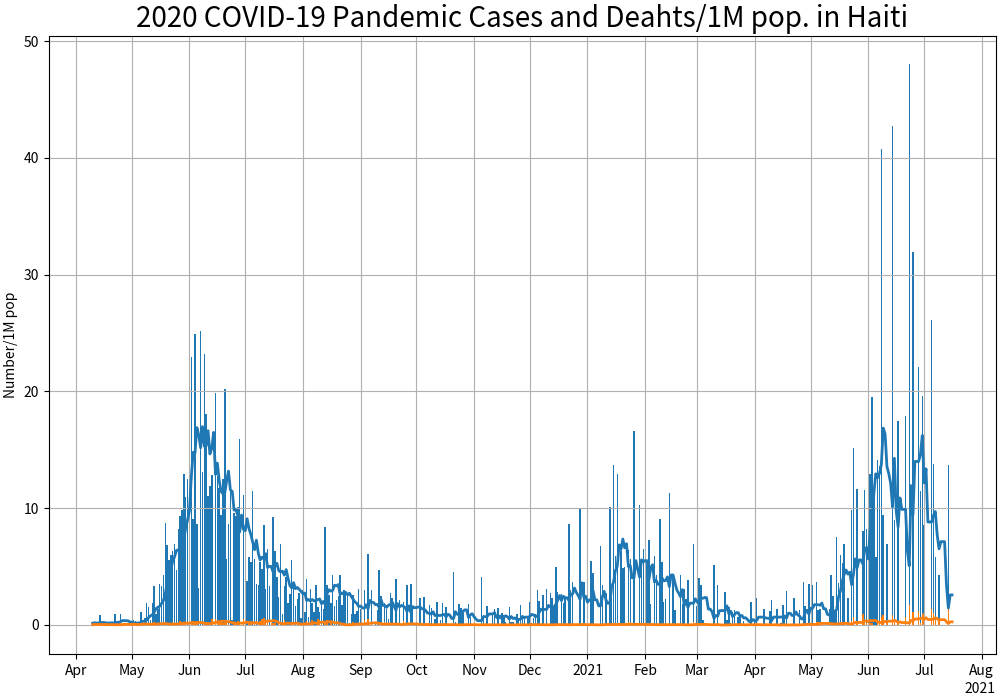 2020 COVID-19 Pandemic Cases and Deahts/1M pop. in Haiti
Number/1M pop
50
40
30
20
10
0
Apr May Jun Jul Aug Sep Oct Nov Dec 2021 Feb Mar Apr May Jun Jul Aug
2021